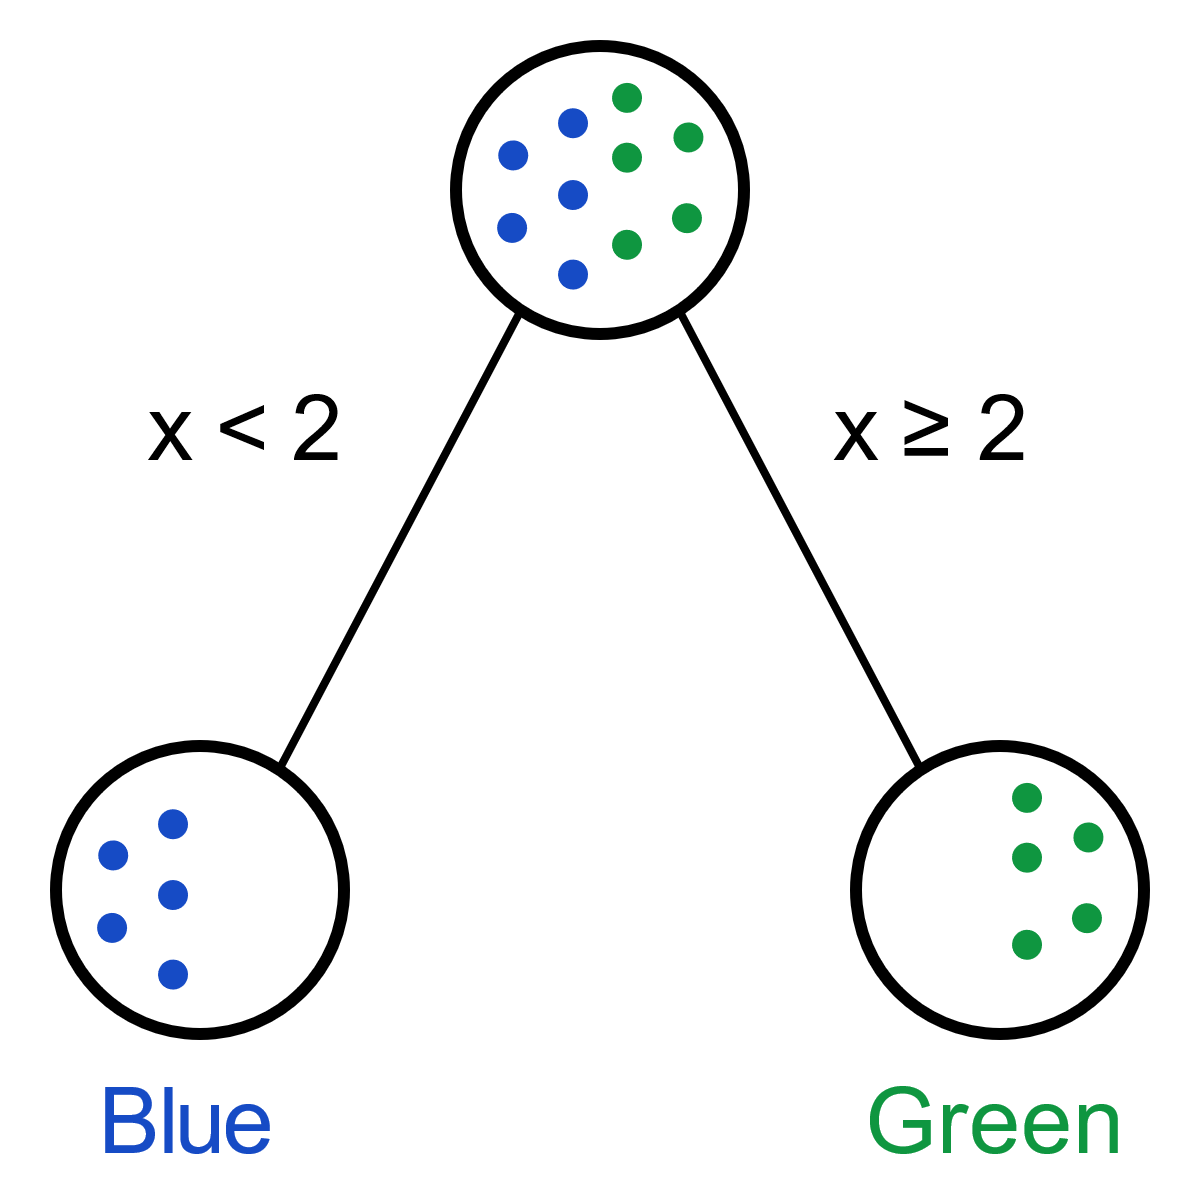 x < 2
x ≥ 2
Blue
Green